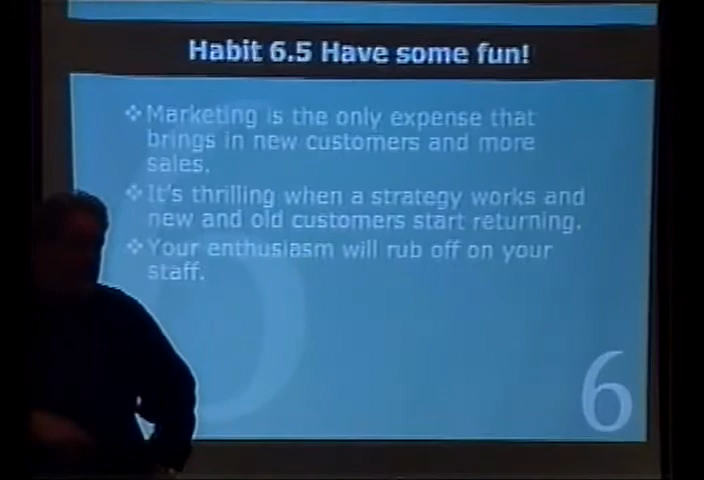 Habit 6.5 Have some fun!
❖Marketing is the only expense that
brings in new customers and more
sales.
❖It's thrilling when a strategy works and
new and old customers start returning.
❖Your enthusiasm will rub off on your
staff.
6